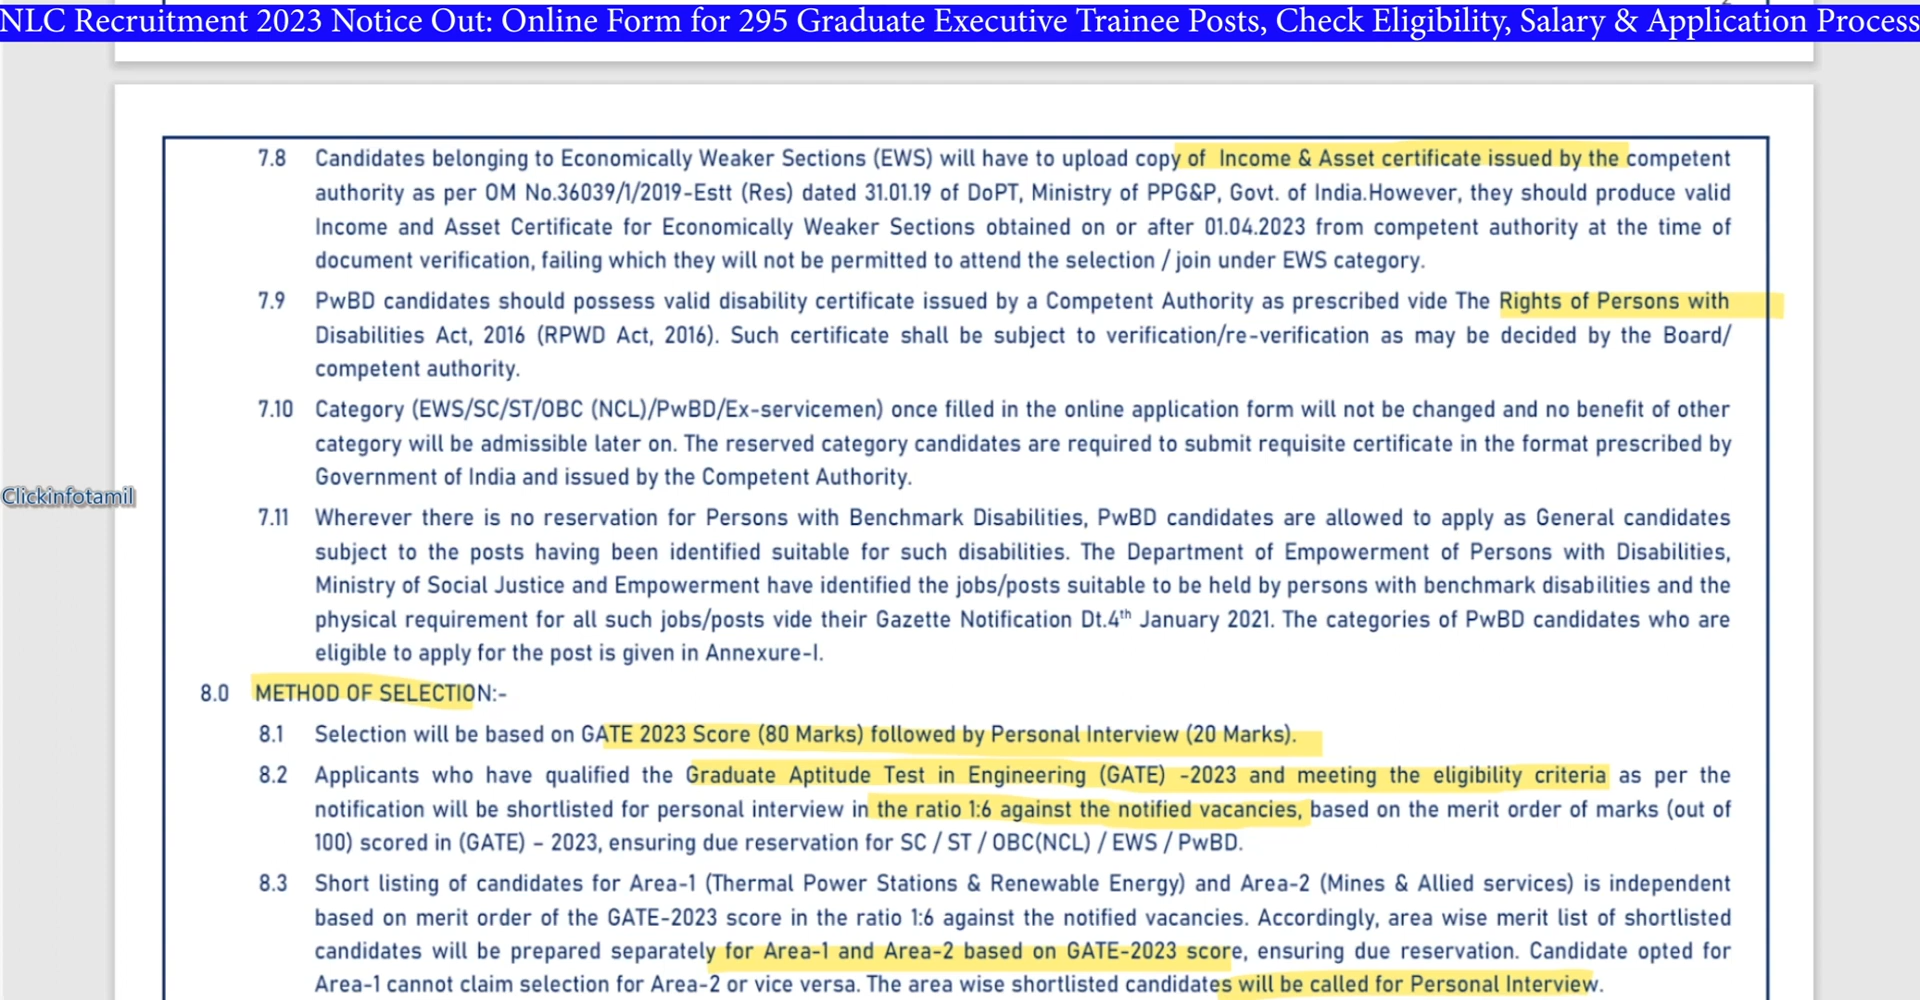 NLC Recruitment 2023 Notice Out: Online Form for 295 Graduate Executive Trainee Posts, Check Eligibility, Salary & Application Process
7.8 Candidates belonging to Economically Weaker Sections (EWS) will have to upload copy of Income & Asset certificate issued by the competent
authority as per OM No.36039/1/2019-Estt (Res) dated 31.01.19 of DoPT, Ministry of PPG&P, Govt. of India.However, they should produce valid
Income and Asset Certificate for Economically Weaker Sections obtained on or after 01.04.2023 from competent authority at the time of
document verification, failing which they will not be permitted to attend the selection / join under EWS category.
7.9 PwBD candidates should possess valid disability certificate issued by a Competent Authority as prescribed vide The Rights of Persons with
Disabilities Act, 2016 (RPWD Act, 2016). Such certificate shall be subject to verification/re-verification as may be decided by the Board/
competent authority.
7.10 Category (EWS/SC/ST/OBC (NCL)/PwBD/Ex-servicemen) once filled in the online application form will not be changed and no benefit of other
category will be admissible later on. The reserved category candidates are required to submit requisite certificate in the format prescribed by
Government of India and issued by the Competent Authority.
Clickinfotamil
7.11 Wherever there is no reservation for Persons with Benchmark Disabilities, PwBD candidates are allowed to apply as General candidates
subject to the posts having been identified suitable for such disabilities. The Department of Empowerment of Persons with Disabilities,
Ministry of Social Justice and Empowerment have identified the jobs/posts suitable to be held by persons with benchmark disabilities and the
physical requirement for all such jobs/posts vide their Gazette Notification Dt.4th January 2021. The categories of PwBD candidates who are
eligible to apply for the post is given in Annexure-I.
8.0 METHOD OF SELECTION:-
8.1 Selection will be based on GATE 2023 Score (80 Marks) followed by Personal Interview (20 Marks).
8.2 Applicants who have qualified the Graduate Aptitude Test in Engineering (GATE) -2023 and meeting the eligibility criteria as per the
notification will be shortlisted for personal interview in the ratio 1:6 against the notified vacancies, based on the merit order of marks (out of
100) scored in (GATE) – 2023, ensuring due reservation for SC / ST / OBC(NCL) / EWS / PwBD.
8.3 Short listing of candidates for Area-1 (Thermal Power Stations & Renewable Energy) and Area-2 (Mines & Allied services) is independent
based on merit order of the GATE-2023 score in the ratio 1:6 against the notified vacancies. Accordingly, area wise merit list of shortlisted
candidates will be prepared separately for Area-1 and Area-2 based on GATE-2023 score, ensuring due reservation. Candidate opted for
Area-1 cannot claim selection for Area-2 or vice versa. The area wise shortlisted candidates will be called for Personal Interview.